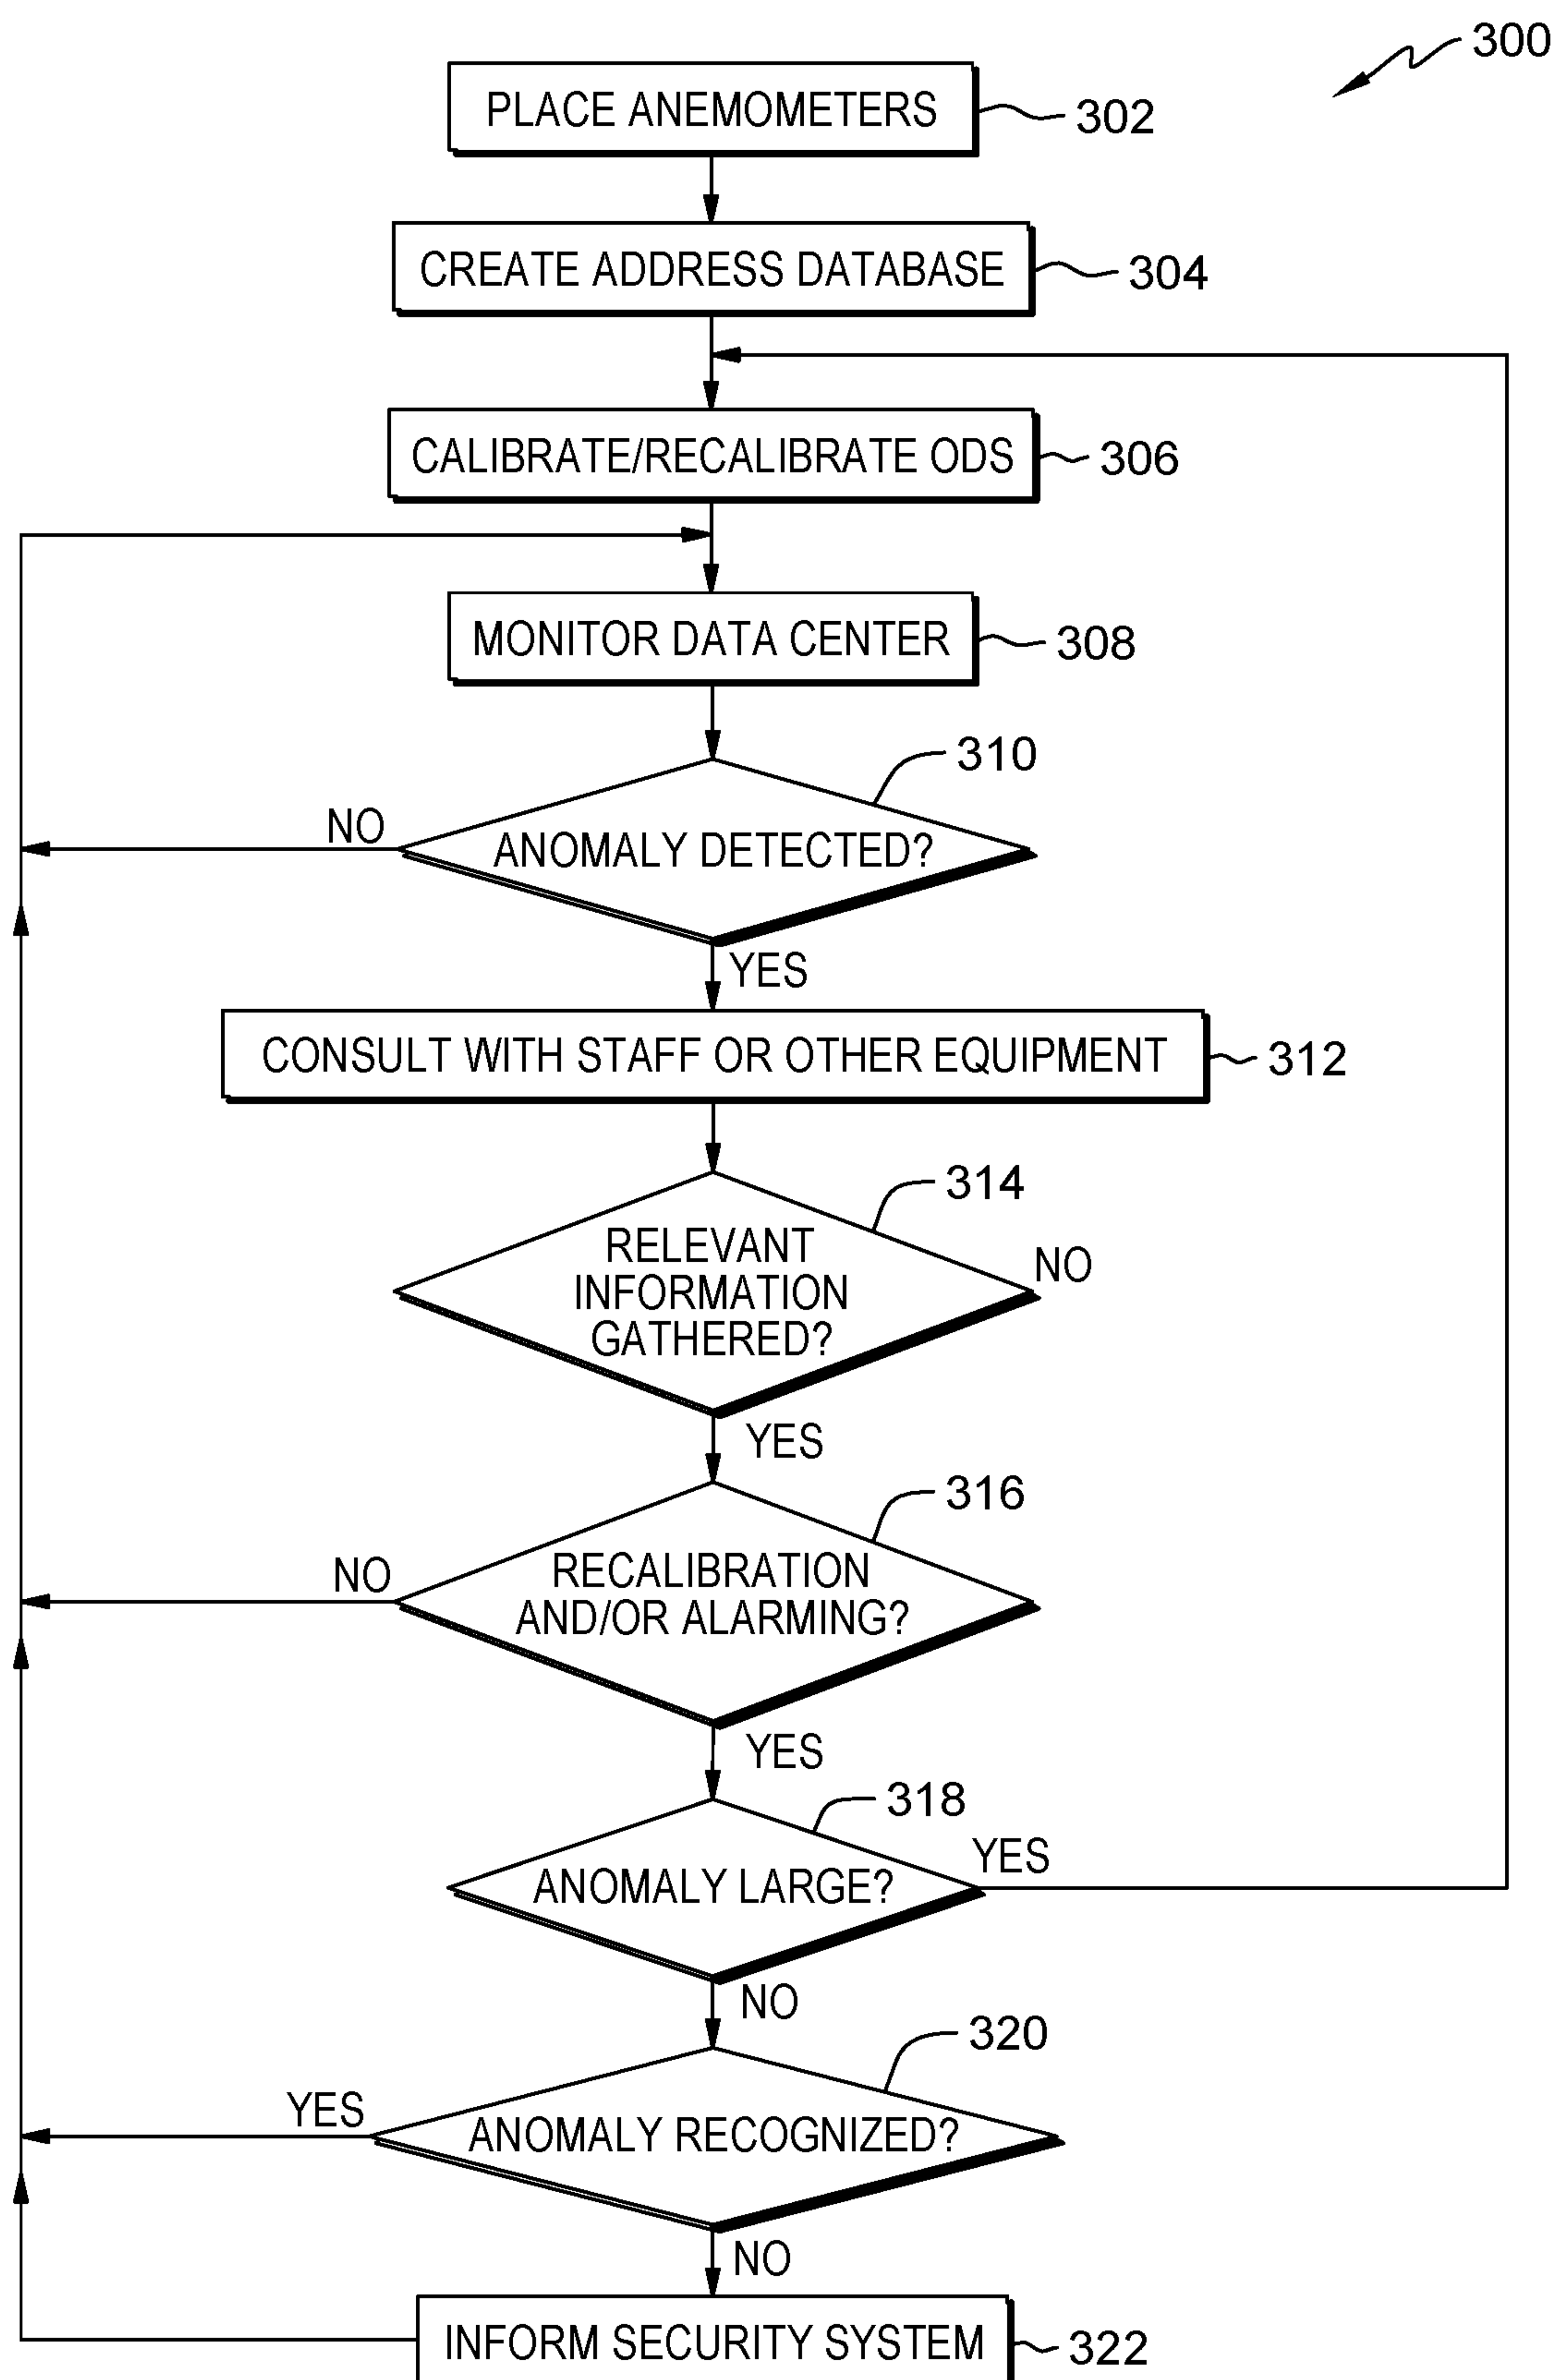 300
PLACE ANEMOMETERS
302
CREATE ADDRESS DATABASE
304
CALIBRATE/RECALIBRATE ODS
306
MONITOR DATA CENTER
308
310
NO
ANOMALY DETECTED?
YES
CONSULT WITH STAFF OR OTHER EQUIPMENT
312
314
RELEVANT
INFORMATION
GATHERED?
NO
YES
316
NO
RECALIBRATION
AND/OR ALARMING?
YES
318
ANOMALY LARGE?
YES
NO
320
YES
ANOMALY RECOGNIZED?
NO
INFORM SECURITY SYSTEM
322